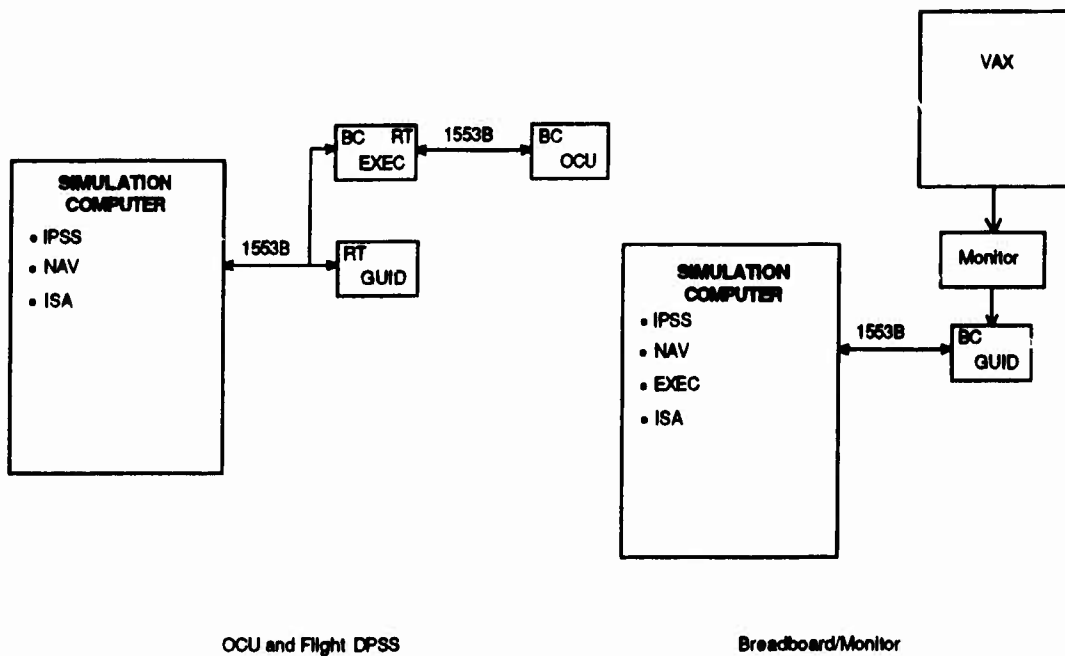 BC RT
EXEC
1553B
BC
OCU
SIMULATION
COMPUTER
• IPSS
• NAV
• ISA
1553B
RT
GUID
OCU and Flight DPSS
VAX
Monitor
SIMULATION
COMPUTER
• IPSS
• NAV
• EXEC
• ISA
1553B
BC
GUID
Breadboard/Monitor